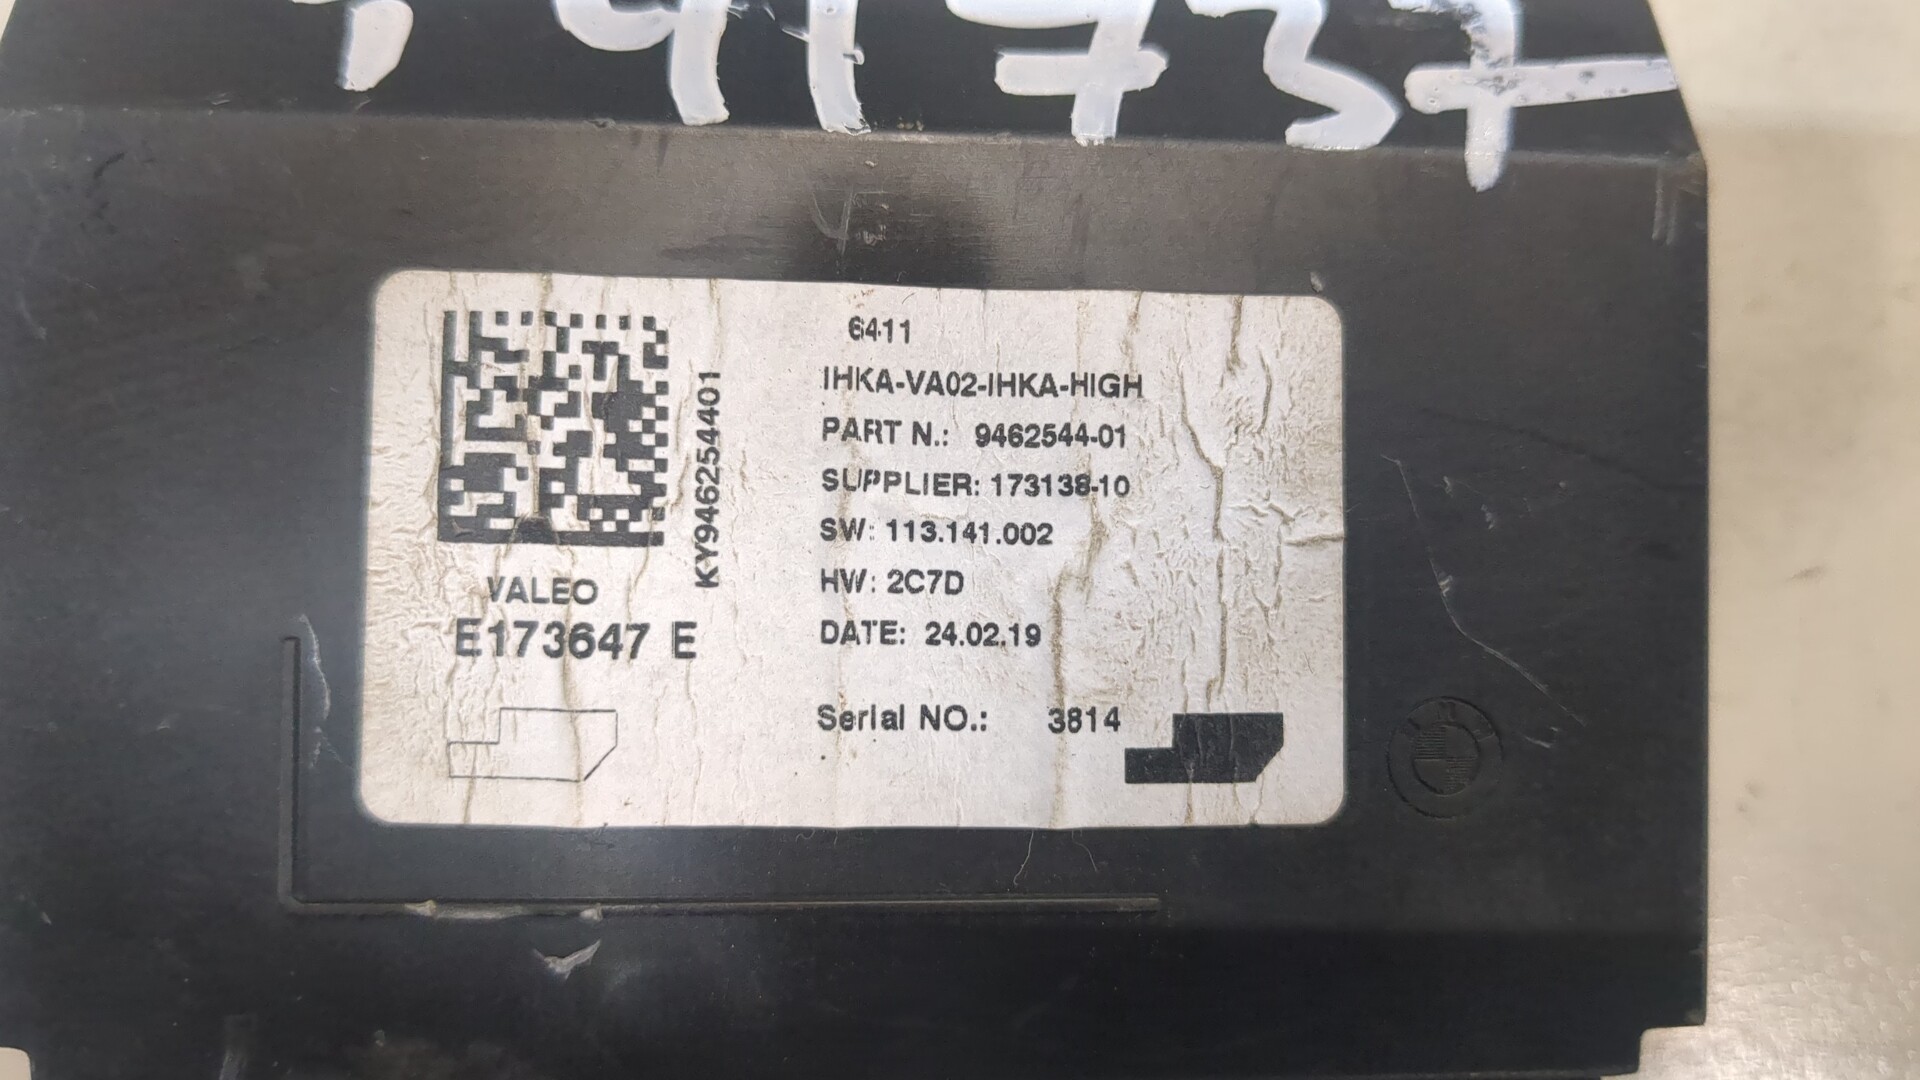 41737
6411
IHKA-VA02-IHKA-HIGH
PART N.: 9462544-01
SUPPLIER: 173138-10
SW: 113.141.002
HW: 2C7D
DATE: 24.02.19
Serial NO.: 3814
KY946254401
VALEO
E173647 E